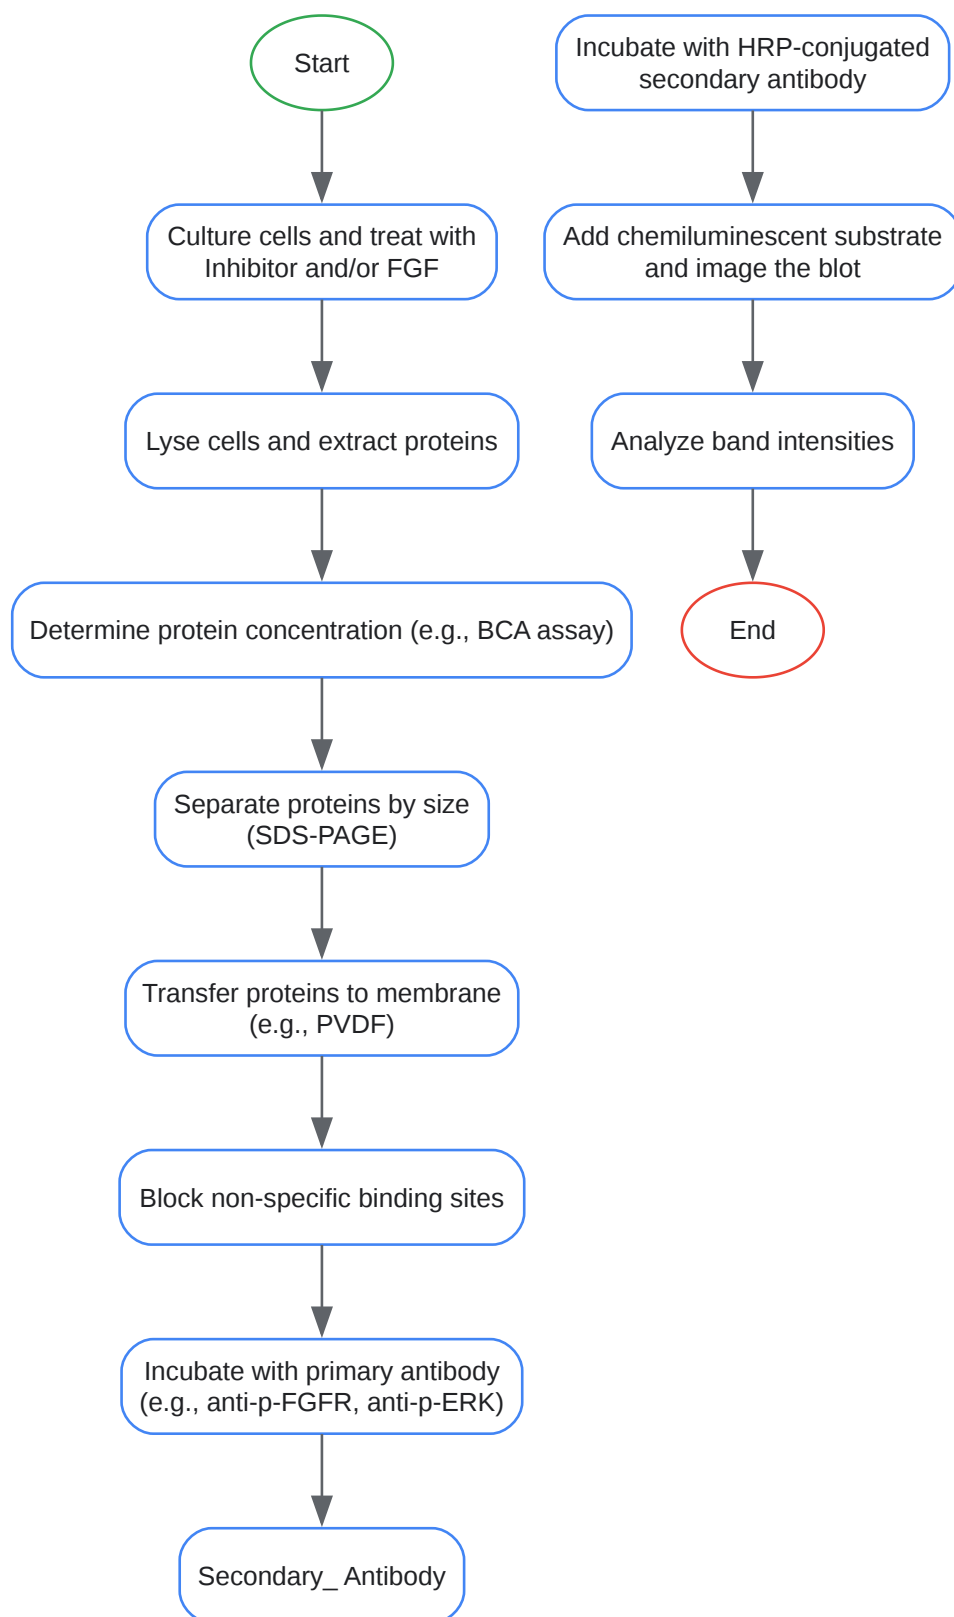 Start
Culture cells and treat with
Inhibitor and/or FGF
Lyse cells and extract proteins
Determine protein concentration (e.g., BCA assay)
Separate proteins by size
(SDS-PAGE)
Transfer proteins to membrane
(e.g., PVDF)
Block non-specific binding sites
Incubate with primary antibody
(e.g., anti-p-FGFR, anti-p-ERK)
Secondary_ Antibody
Incubate with HRP-conjugated
secondary antibody
Add chemiluminescent substrate
and image the blot
Analyze band intensities
End